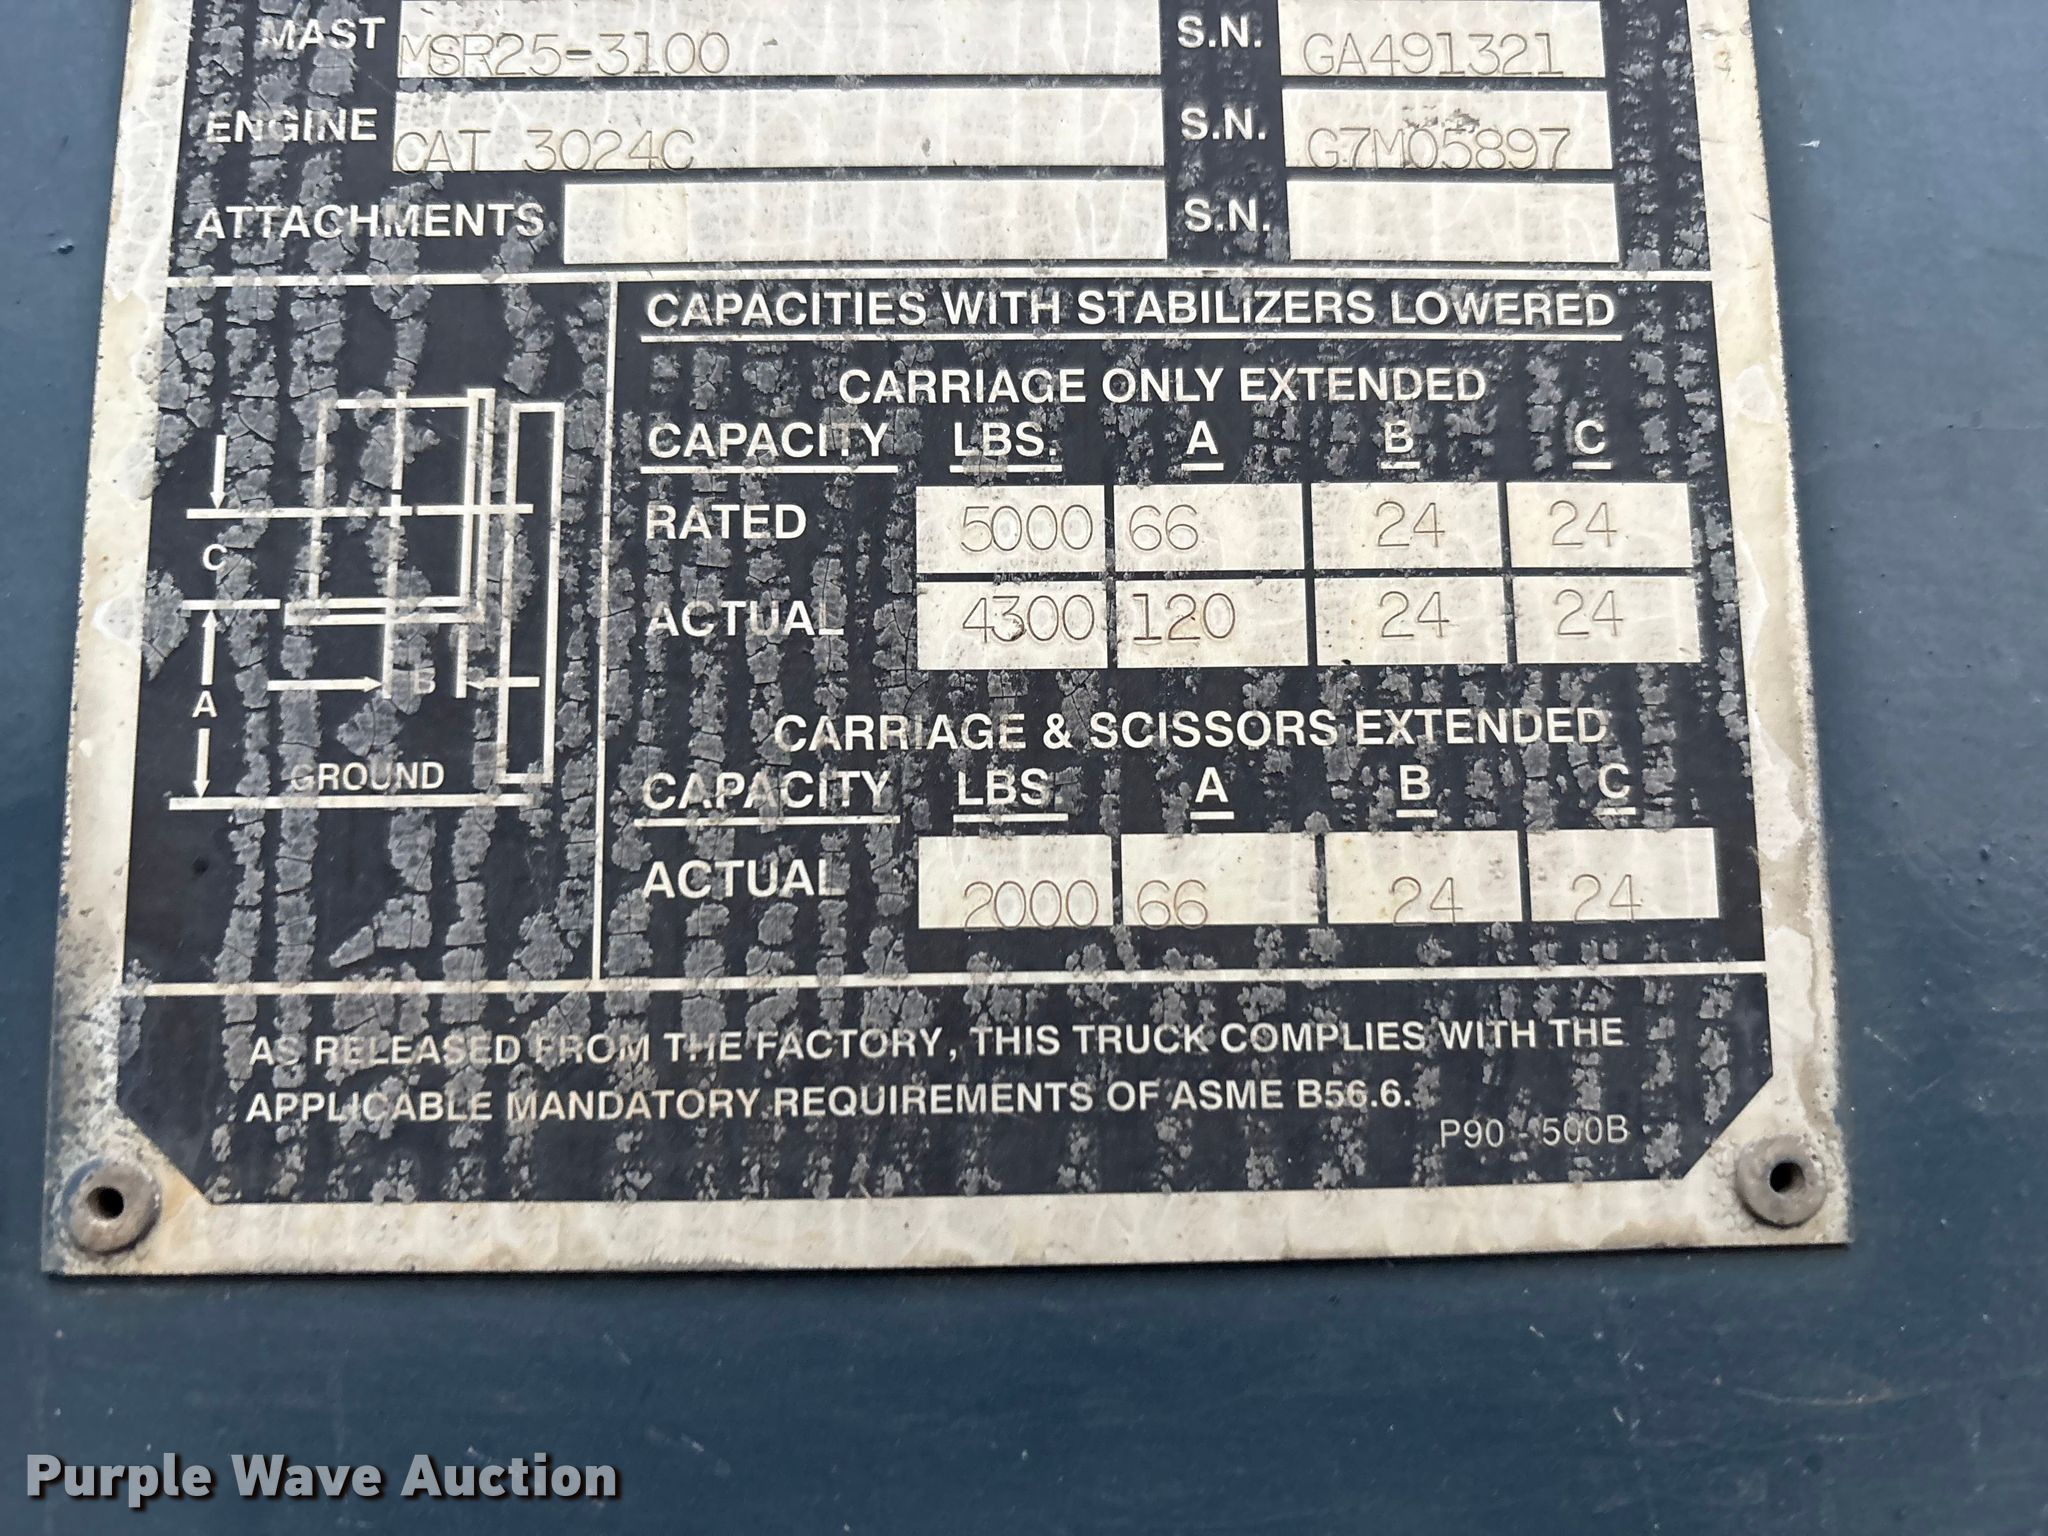 MAST MSR25-3100 S.N. GA491321
ENGINE CAT 3024C S.N. G7M05897
ATTACHMENTS S.N.
CAPACITIES WITH STABILIZERS LOWERED
CARRIAGE ONLY EXTENDED
CAPACITY LBS. A B C
RATED 5000 66 24 24
ACTUAL 4300 120 24 24
CARRIAGE & SCISSORS EXTENDED
CAPACITY LBS. A B C
ACTUAL 2000 66 24 24
C
A
B
GROUND
AS RELEASED FROM THE FACTORY, THIS TRUCK COMPLIES WITH THE
APPLICABLE MANDATORY REQUIREMENTS OF ASME B56.6.
P90-500B
Purple Wave Auction